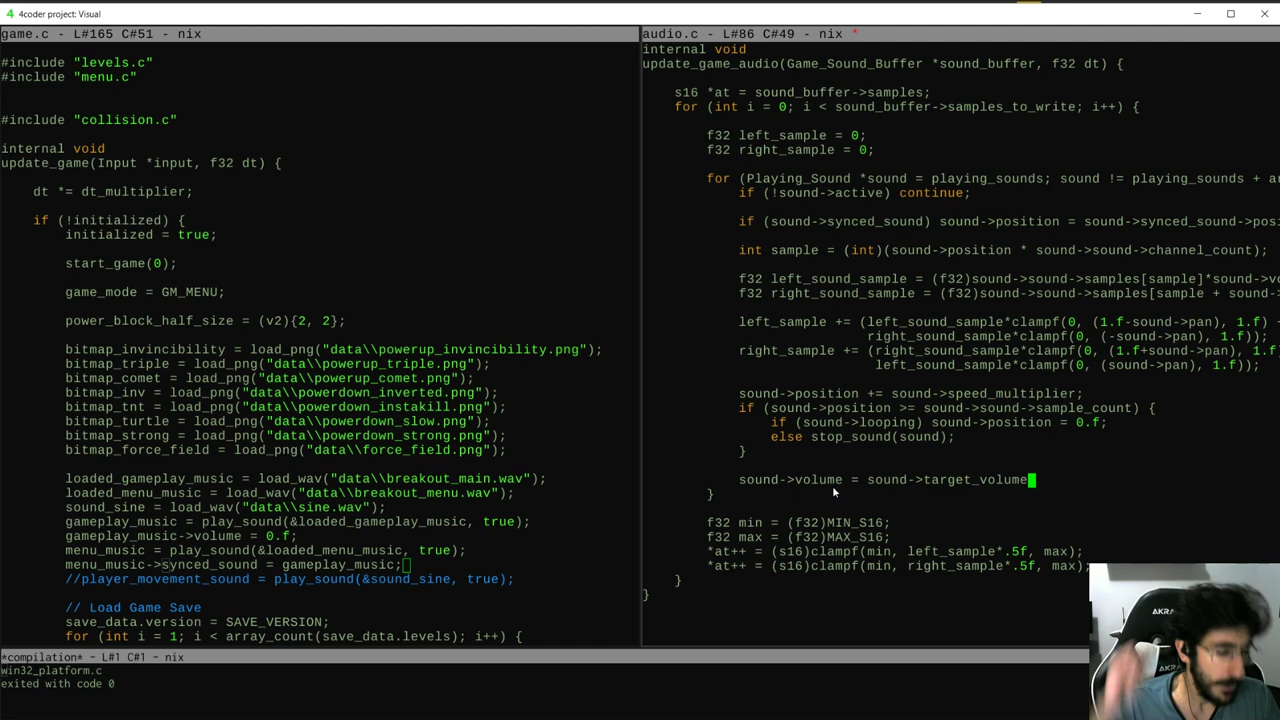 4coder project: Visual
game.c - L#165 C#51 - nix
#include "levels.c"
#include "menu.c"
#include "collision.c"
internal void
update_game(Input *input, f32 dt) {
dt *= dt_multiplier;
if (!initialized) {
initialized = true;
start_game(0);
game_mode = GM_MENU;
power_block_half_size = (v2){2, 2};
bitmap_invincibility = load_png("data\\powerup_invincibility.png");
bitmap_triple = load_png("data\\powerup_triple.png");
bitmap_comet = load_png("data\\powerup_comet.png");
bitmap_inv = load_png("data\\powerdown_inverted.png");
bitmap_tnt = load_png("data\\powerdown_instakill.png");
bitmap_turtle = load_png("data\\powerdown_slow.png");
bitmap_strong = load_png("data\\powerdown_strong.png");
bitmap_force_field = load_png("data\\force_field.png");
loaded_gameplay_music = load_wav("data\\breakout_main.wav");
loaded_menu_music = load_wav("data\\breakout_menu.wav");
sound_sine = load_wav("data\\sine.wav");
gameplay_music = play_sound(&loaded_gameplay_music, true);
gameplay_music->volume = 0.f;
menu_music = play_sound(&loaded_menu_music, true);
menu_music->synced_sound = gameplay_music;
//player_movement_sound = play_sound(&sound_sine, true);
// Load Game Save
save_data.version = SAVE_VERSION;
for (int i = 1; i < array_count(save_data.levels); i++) {
audio.c - L#86 C#49 - nix *
internal void
update_game_audio(Game_Sound_Buffer *sound_buffer, f32 dt) {
s16 *at = sound_buffer->samples;
for (int i = 0; i < sound_buffer->samples_to_write; i++) {
f32 left_sample = 0;
f32 right_sample = 0;
for (Playing_Sound *sound = playing_sounds; sound != playing_sounds + ar
if (!sound->active) continue;
if (sound->synced_sound) sound->position = sound->synced_sound->pos
int sample = (int)(sound->position * sound->sound->channel_count);
f32 left_sound_sample = (f32)sound->sound->samples[sample]*sound->vo
f32 right_sound_sample = (f32)sound->sound->samples[sample + sound->
left_sample += (left_sound_sample*clampf(0, (1.f-sound->pan), 1.f) +
right_sound_sample*clampf(0, (-sound->pan), 1.f));
right_sample += (right_sound_sample*clampf(0, (1.f+sound->pan), 1.f)
left_sound_sample*clampf(0, (sound->pan), 1.f));
sound->position += sound->speed_multiplier;
if (sound->position >= sound->sound->sample_count) {
if (sound->looping) sound->position = 0.f;
else stop_sound(sound);
}
sound->volume = sound->target_volume
}
f32 min = (f32)MIN_S16;
f32 max = (f32)MAX_S16;
*at++ = (s16)clampf(min, left_sample*.5f, max);
*at++ = (s16)clampf(min, right_sample*.5f, max);
}
}
*compilation* - L#1 C#1 - nix
win32_platform.c
exited with code 0
AKRA
AKRA